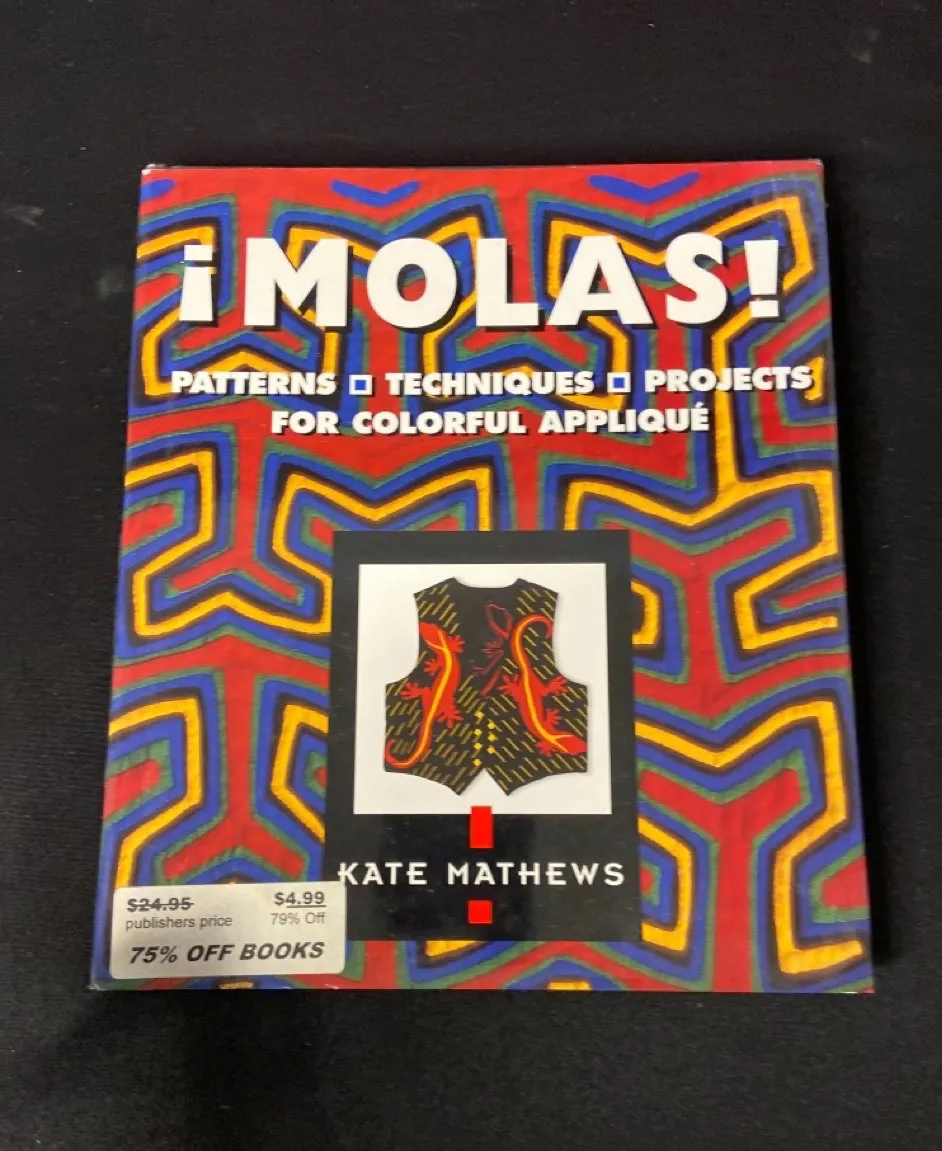 ¡MOLAS!
PATTERNS □ TECHNIQUES □ PROJECTS
FOR COLORFUL APPLIQUÉ
KATE MATHEWS
$24.95 $4.99
publishers price 79% Off
75% OFF BOOKS